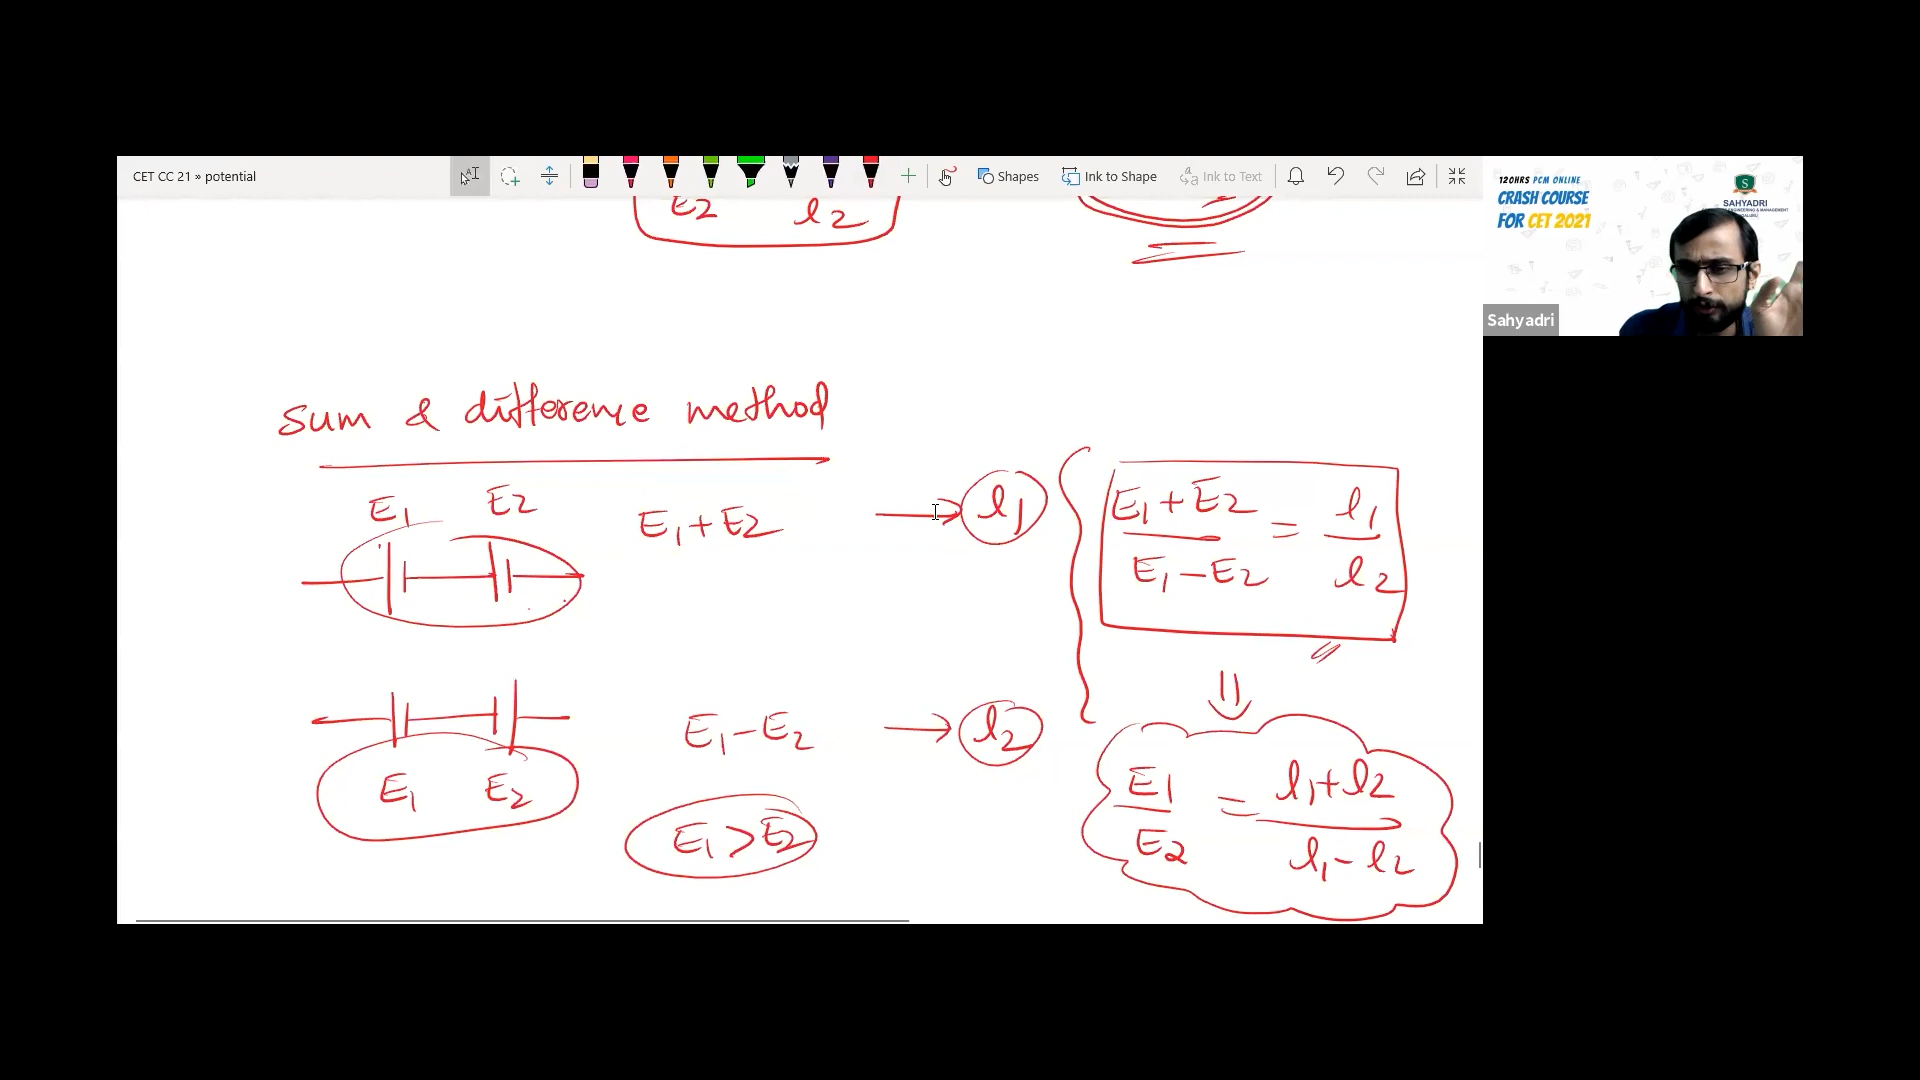 CET CC 21 » potential
Shapes
Ink to Shape
Ink to Text
120HRS PCM ONLINE
CRASH COURSE
FOR CET 2021
S
SAHYADRI
Sahyadri
E2 l2
sum & difference method
E1 E2
E1+E2 → l1
E1+E2 / E1−E2 = l1 / l2
⇓
E1−E2 → l2
E1 E2
E1>E2
E1 / E2 = l1+l2 / l1−l2